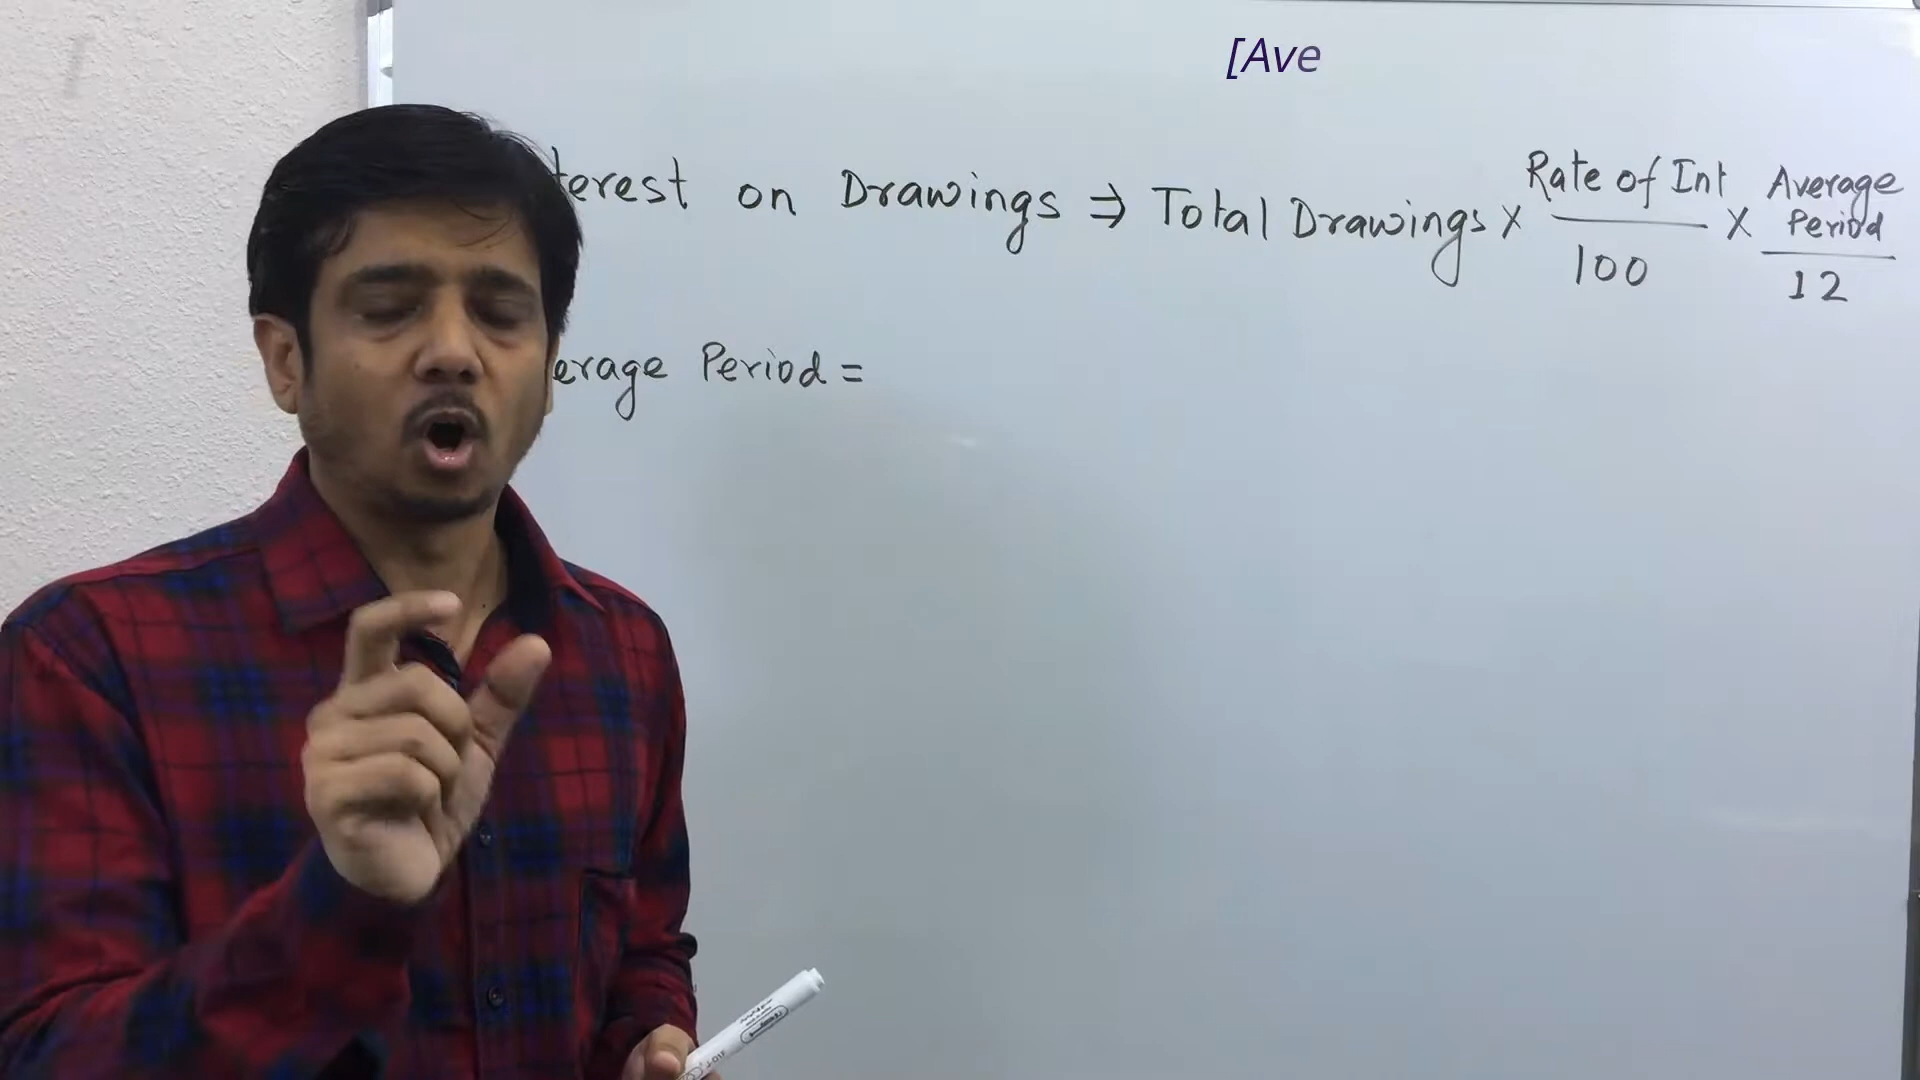 [Ave
terest on Drawings ⇒ Total Drawings × Rate of Int / 100 × Average Period / 12
erage Period =